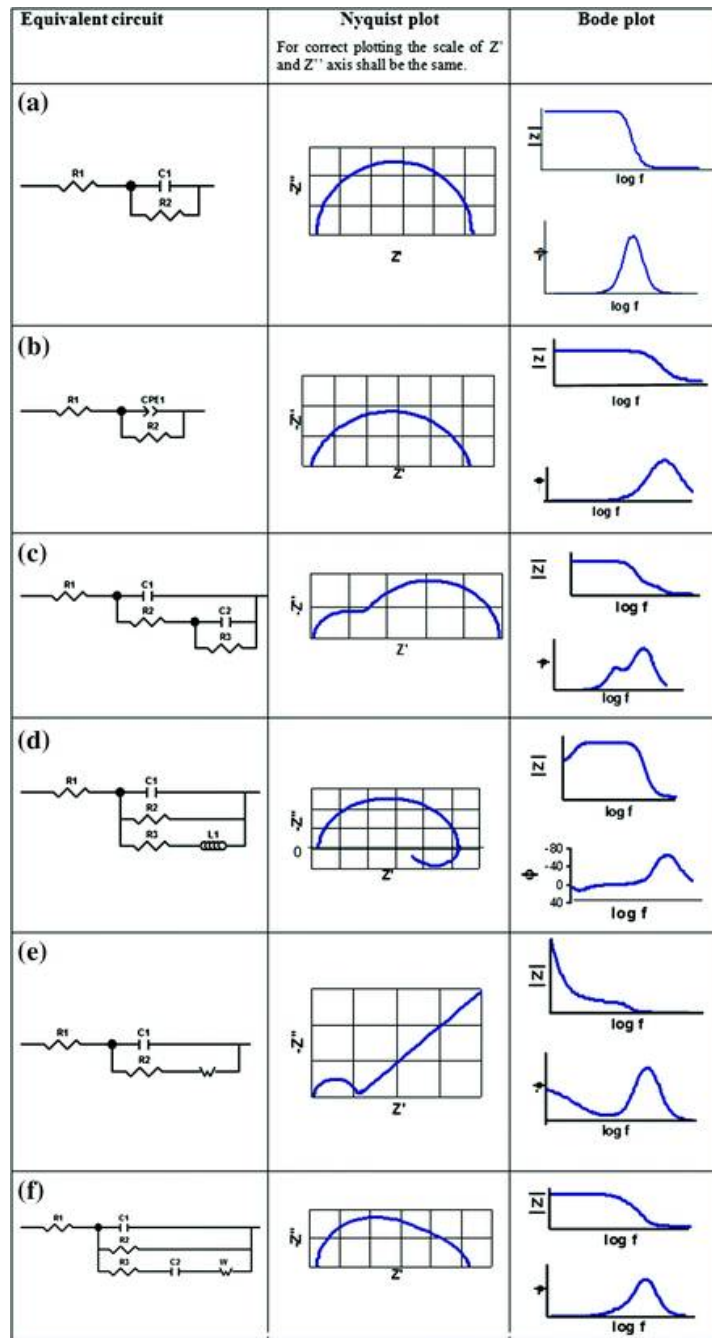 Equivalent circuit
Nyquist plot
For correct plotting the scale of Z'
and Z'' axis shall be the same.
Bode plot
(a)
R1
C1
R2
-Z''
Z'
|Z|
log f
-ϕ
log f
(b)
R1
CPE1
R2
-Z''
Z'
|Z|
log f
ϕ
log f
(c)
R1
C1
R2
C2
R3
-Z''
Z'
|Z|
log f
-ϕ
log f
(d)
R1
C1
R2
R3
L1
-Z''
0
Z'
|Z|
log f
ϕ
-80
-40
0
40
log f
(e)
R1
C1
R2
W
-Z''
Z'
|Z|
log f
-ϕ
log f
(f)
R1
C1
R2
R3
C2
W
-Z''
Z'
|Z|
log f
-ϕ
log f